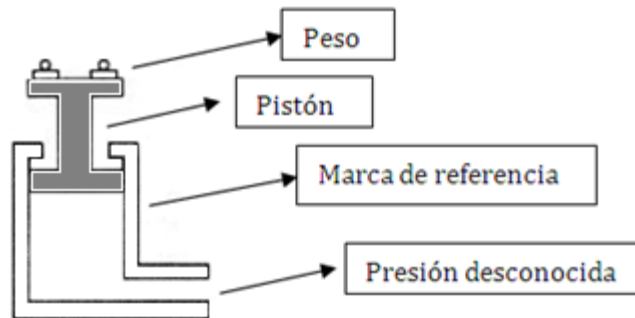 Peso
Pistón
Marca de referencia
Presión desconocida